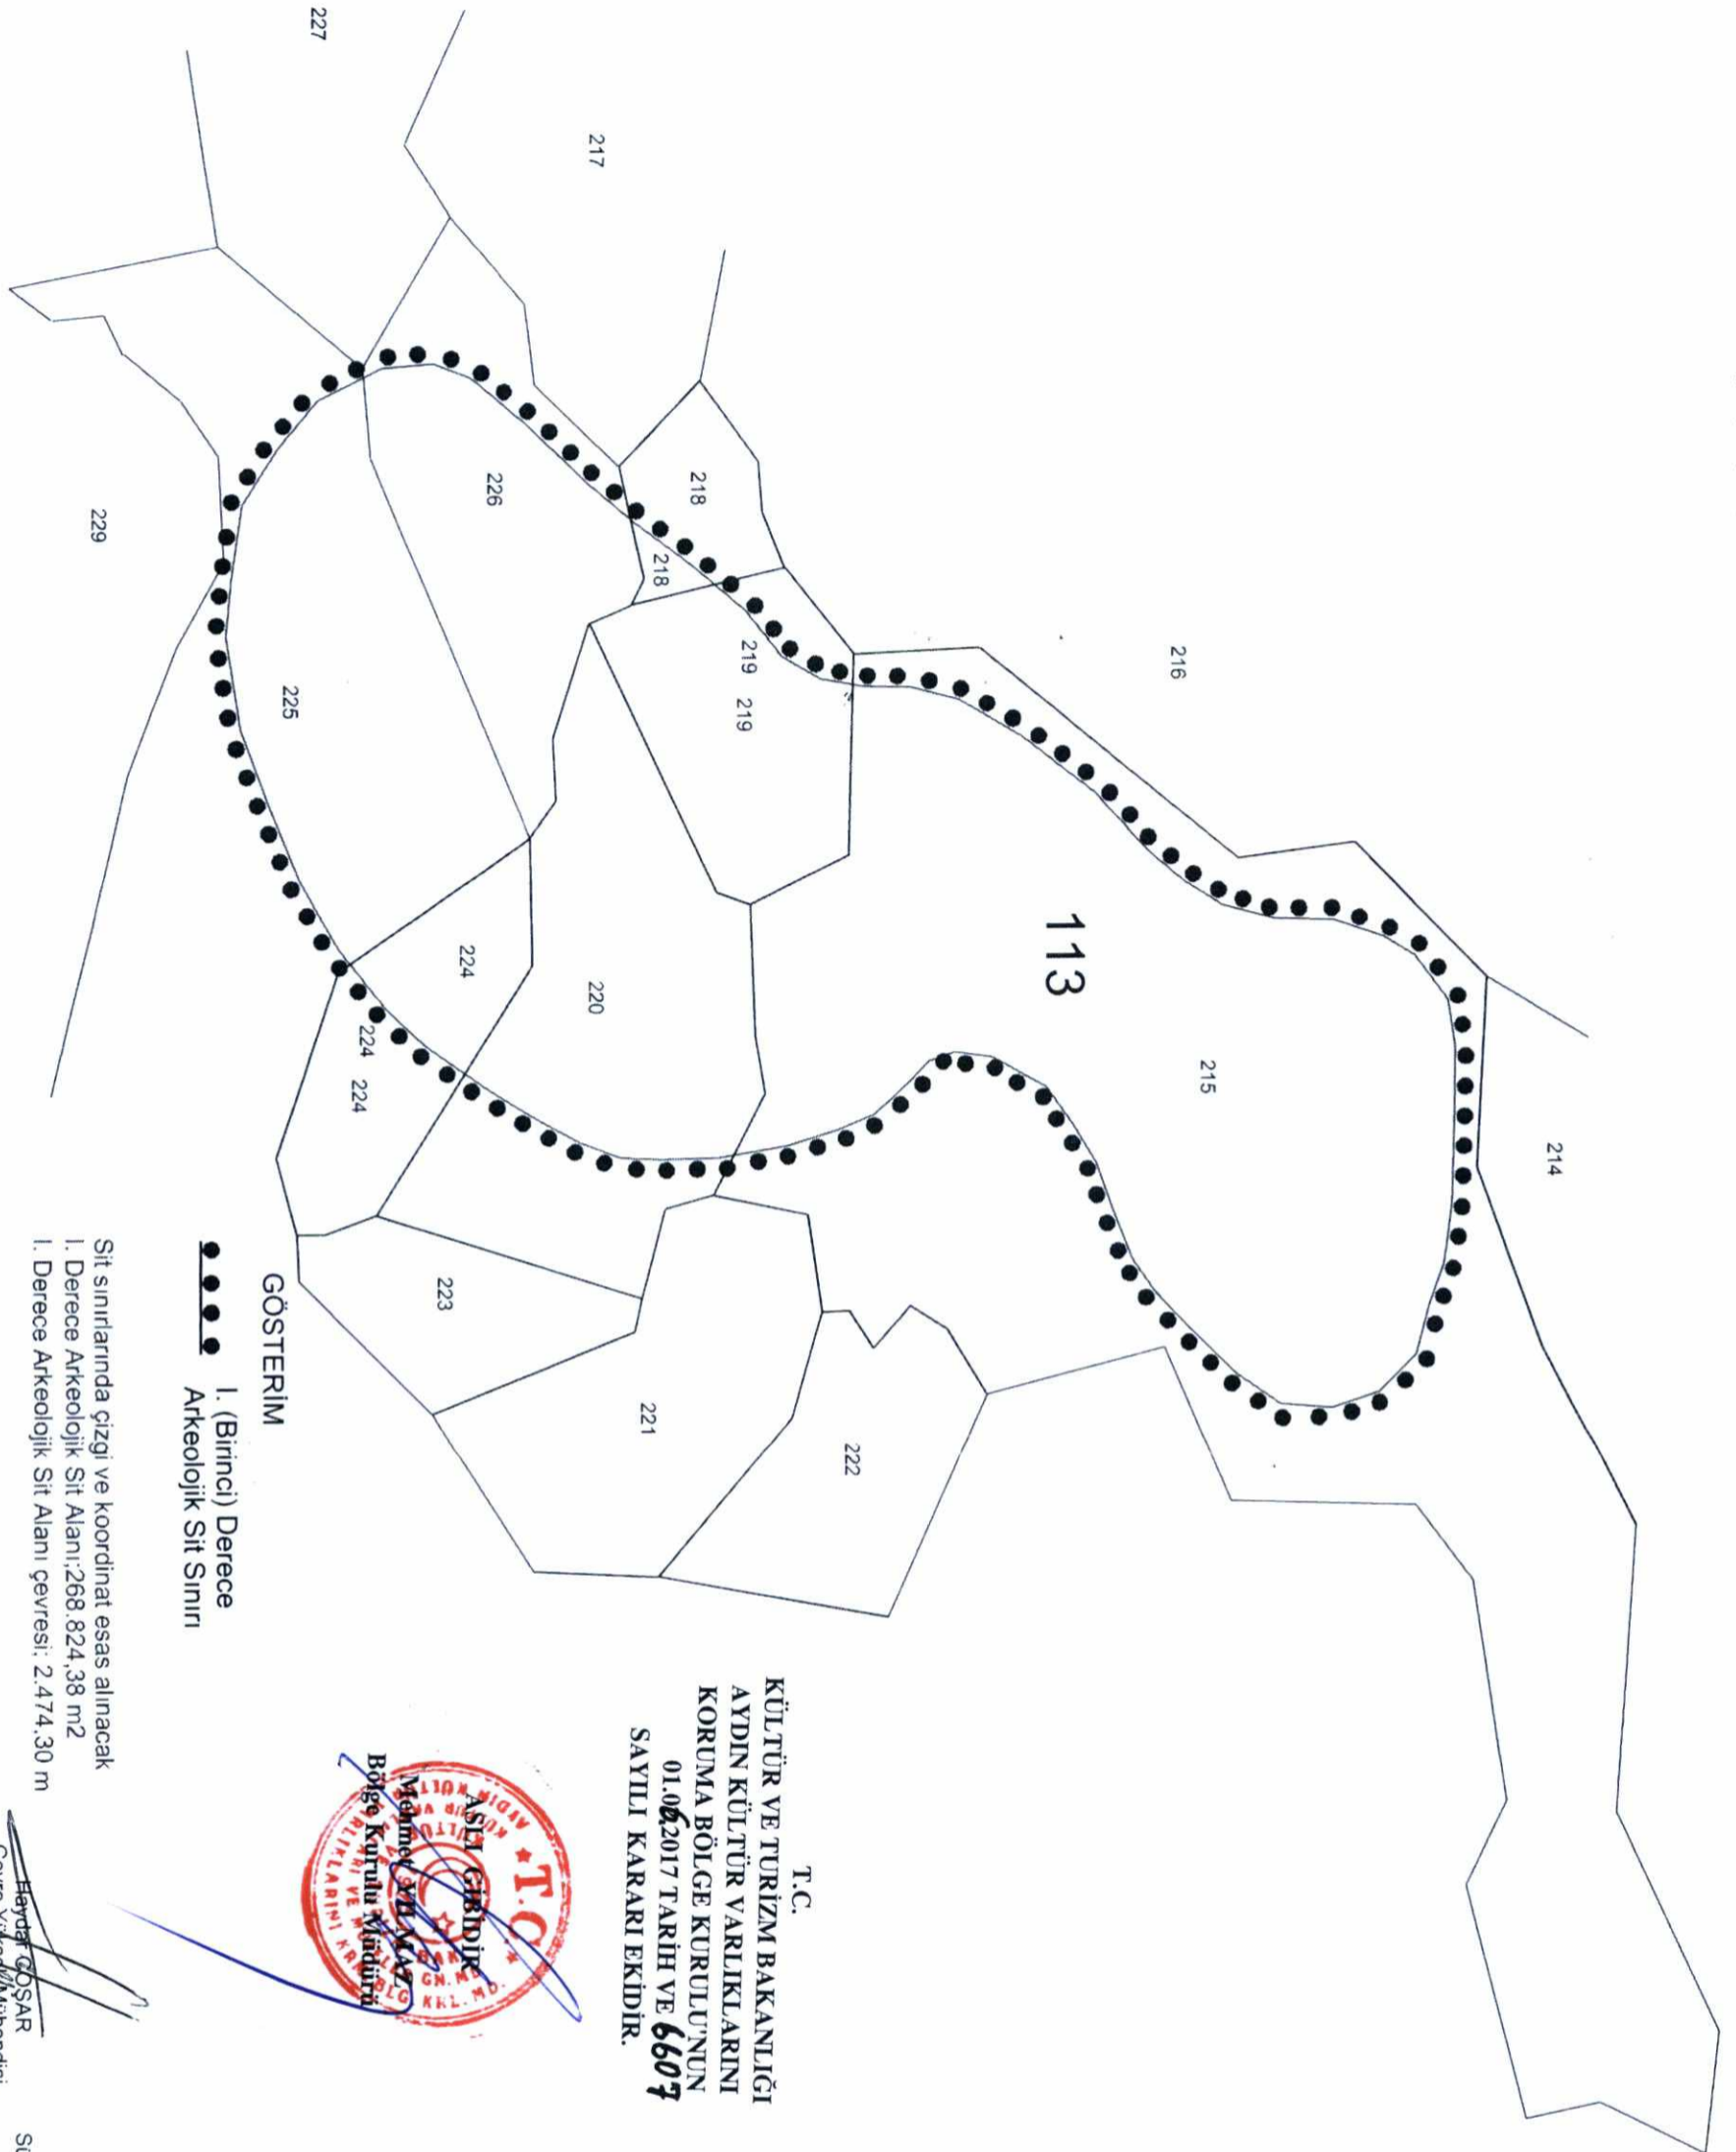 227
217
216
214
218
218
226
229
219
219
225
113
215
224
220
224
224
223
221
222
GÖSTERİM
I. (Birinci) Derece
Arkeolojik Sit Sınırı
Sit sınırlarında çizgi ve koordinat esas alınacak
I. Derece Arkeolojik Sit Alanı;268.824,38 m2
I. Derece Arkeolojik Sit Alanı çevresi: 2.474.30 m
T.C.
KÜLTÜR VE TURİZM BAKANLIĞI
AYDIN KÜLTÜR VARLIKLARINI
KORUMA BÖLGE KURULU'NUN
2017 TARİH VE 6607
SAYILI KARARI EKİDİR.
ASLI GİBİDİR
Mehmet YILMAZ
Bölge Kurulu Müdürü
T.C.
Haydar COŞAR